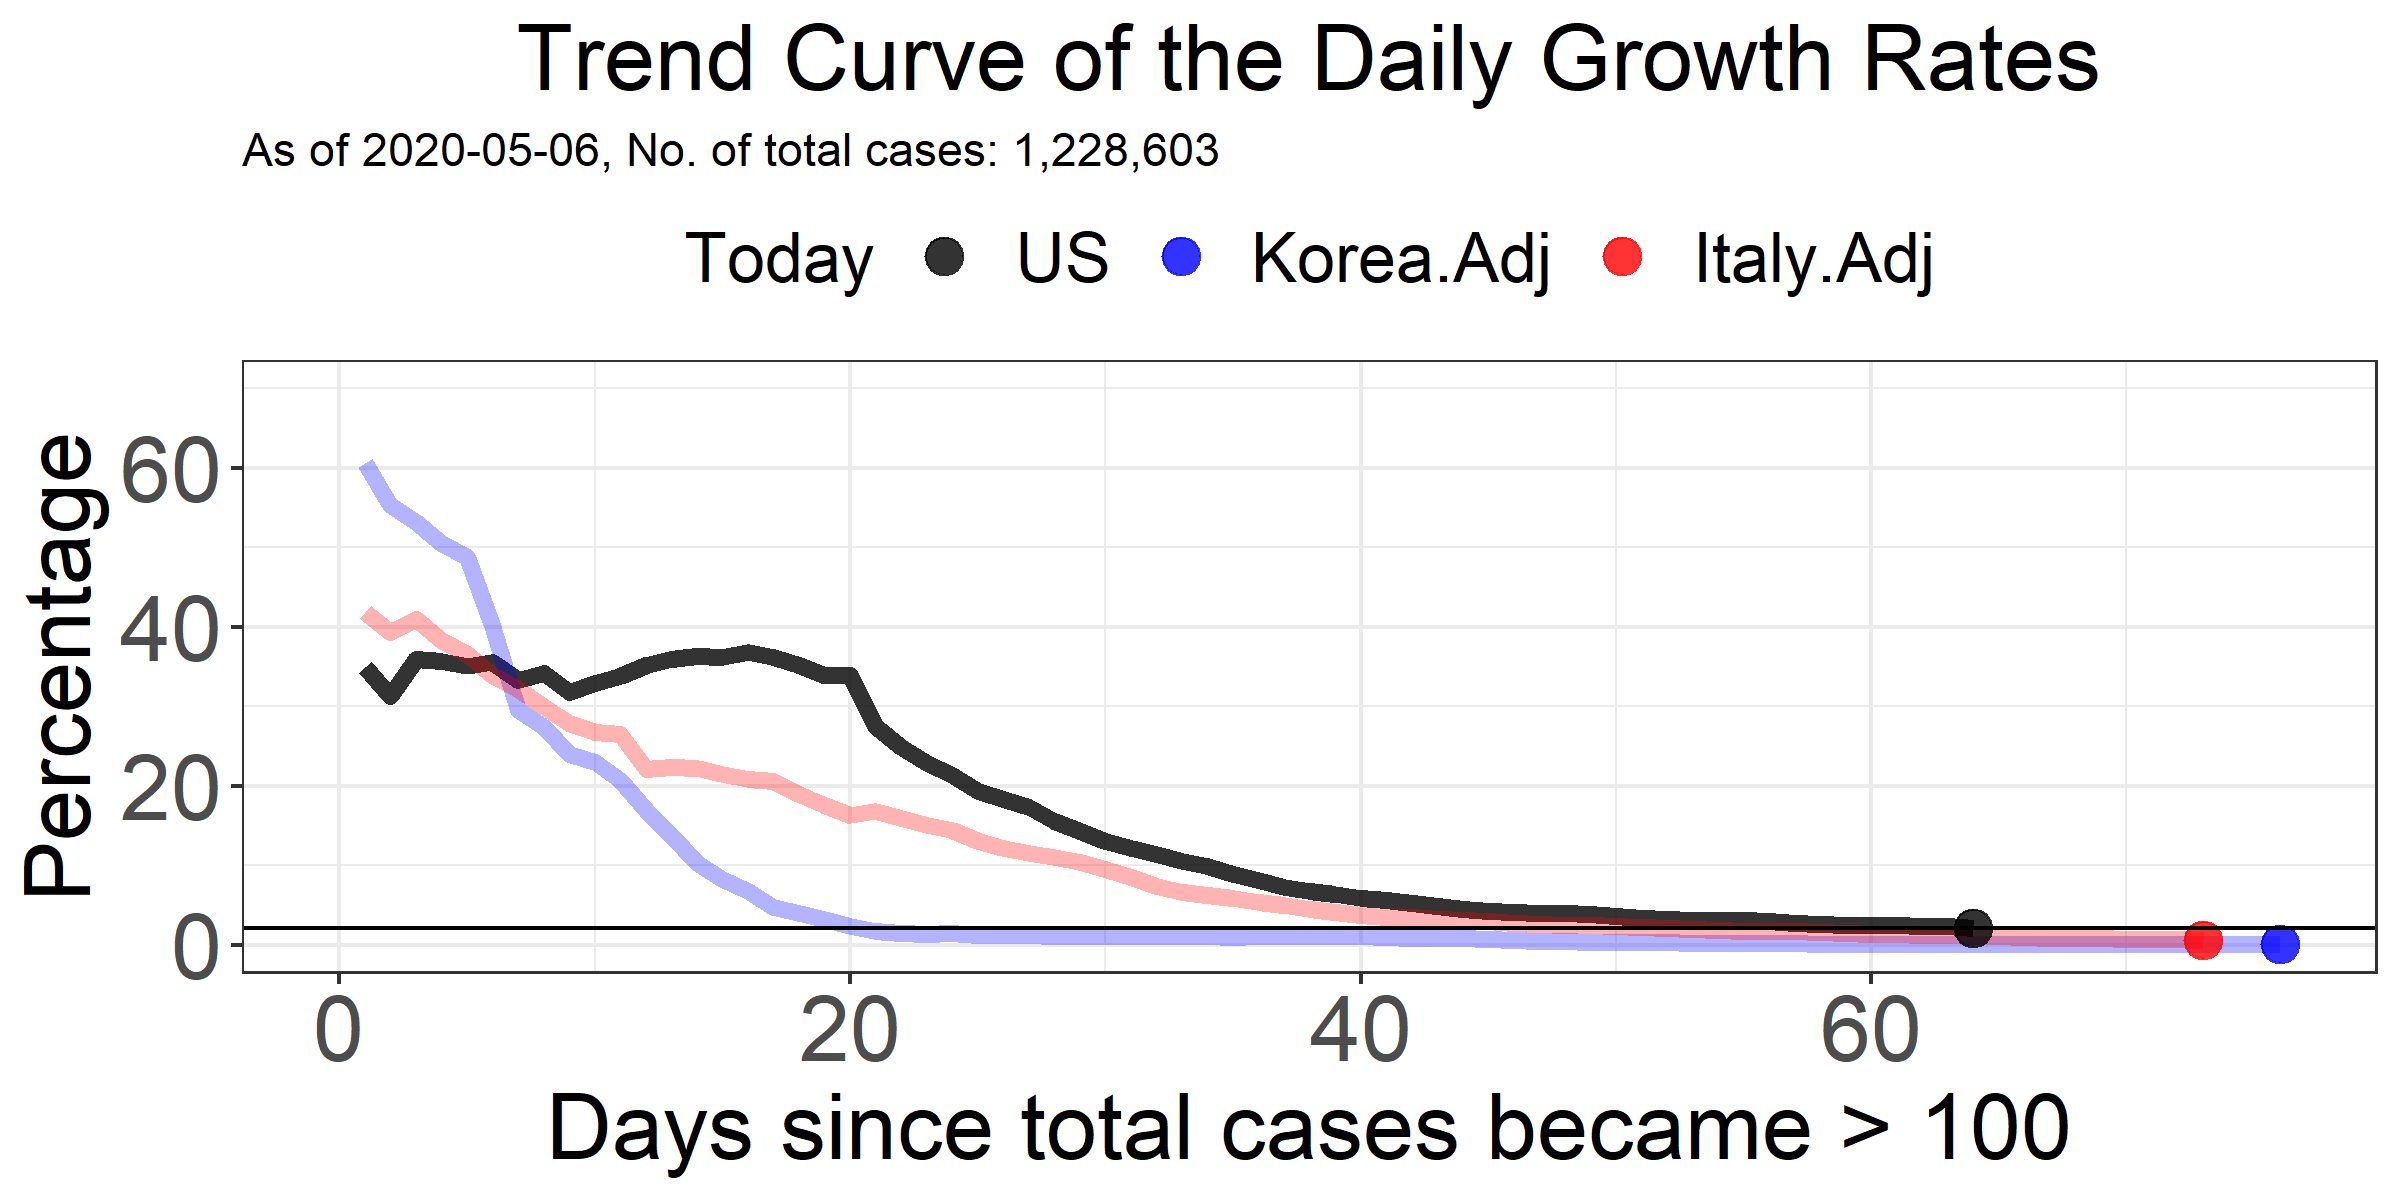 Trend Curve of the Daily Growth Rates
As of 2020-05-06, No. of total cases: 1,228,603
Today US Korea.Adj Italy.Adj
Percentage
60
40
20
0
0 20 40 60
Days since total cases became > 100